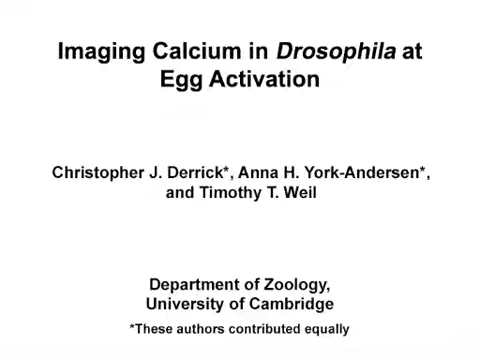 Imaging Calcium in Drosophila at
Egg Activation
Christopher J. Derrick*, Anna H. York-Andersen*,
and Timothy T. Weil
Department of Zoology,
University of Cambridge
*These authors contributed equally